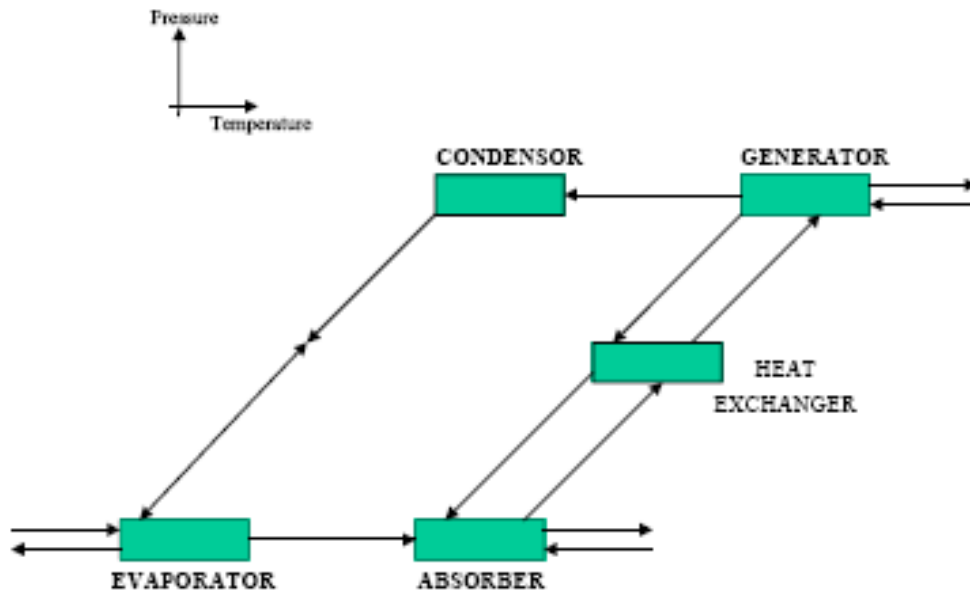 Pressure
Temperature
CONDENSOR
GENERATOR
HEAT
EXCHANGER
EVAPORATOR
ABSORBER